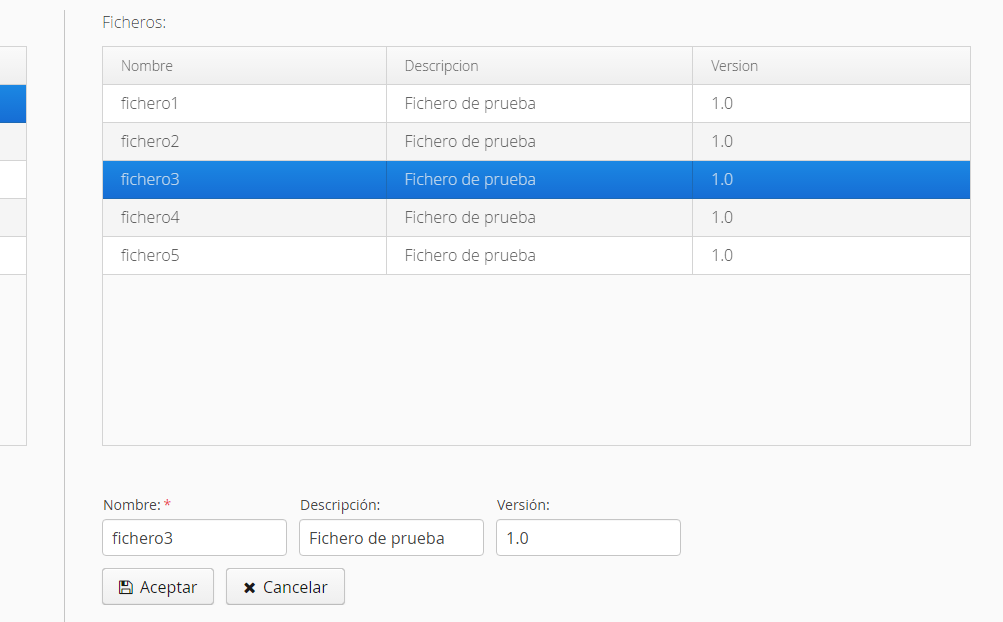 Ficheros:
Nombre Descripcion Version
fichero1 Fichero de prueba 1.0
fichero2 Fichero de prueba 1.0
fichero3 Fichero de prueba 1.0
fichero4 Fichero de prueba 1.0
fichero5 Fichero de prueba 1.0
Nombre: * Descripción: Versión:
fichero3 Fichero de prueba 1.0
Aceptar Cancelar